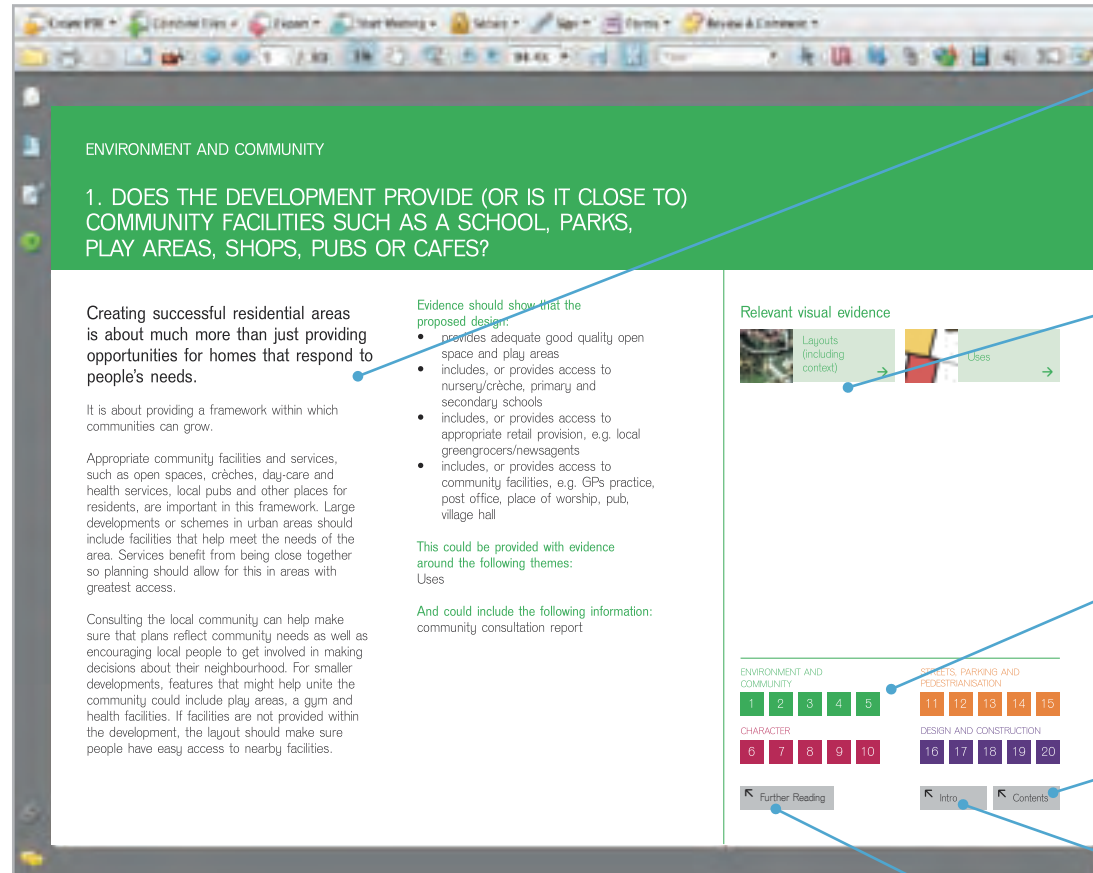 Create PDF Combine Files Export Start Meeting Secure Sign Forms Review & Comment
ENVIRONMENT AND COMMUNITY
1. DOES THE DEVELOPMENT PROVIDE (OR IS IT CLOSE TO)
COMMUNITY FACILITIES SUCH AS A SCHOOL, PARKS,
PLAY AREAS, SHOPS, PUBS OR CAFES?
Creating successful residential areas
is about much more than just providing
opportunities for homes that respond to
people's needs.
It is about providing a framework within which
communities can grow.
Appropriate community facilities and services,
such as open spaces, crèches, day-care and
health services, local pubs and other places for
residents, are important in this framework. Large
developments or schemes in urban areas should
include facilities that help meet the needs of the
area. Services benefit from being close together
so planning should allow for this in areas with
greatest access.
Consulting the local community can help make
sure that plans reflect community needs as well as
encouraging local people to get involved in making
decisions about their neighbourhood. For smaller
developments, features that might help unite the
community could include play areas, a gym and
health facilities. If facilities are not provided within
the development, the layout should make sure
people have easy access to nearby facilities.
Evidence should show that the
proposed design:
• provides adequate good quality open
space and play areas
• includes, or provides access to
nursery/crèche, primary and
secondary schools
• includes, or provides access to
appropriate retail provision, e.g. local
greengrocers/newsagents
• includes, or provides access to
community facilities, e.g. GPs practice,
post office, place of worship, pub,
village hall
This could be provided with evidence
around the following themes:
Uses
And could include the following information:
community consultation report
Relevant visual evidence
Layouts
(including
context)
Uses
ENVIRONMENT AND
COMMUNITY
1 2 3 4 5
STREETS, PARKING AND
PEDESTRIANISATION
11 12 13 14 15
CHARACTER
6 7 8 9 10
DESIGN AND CONSTRUCTION
16 17 18 19 20
Further Reading
Intro
Contents